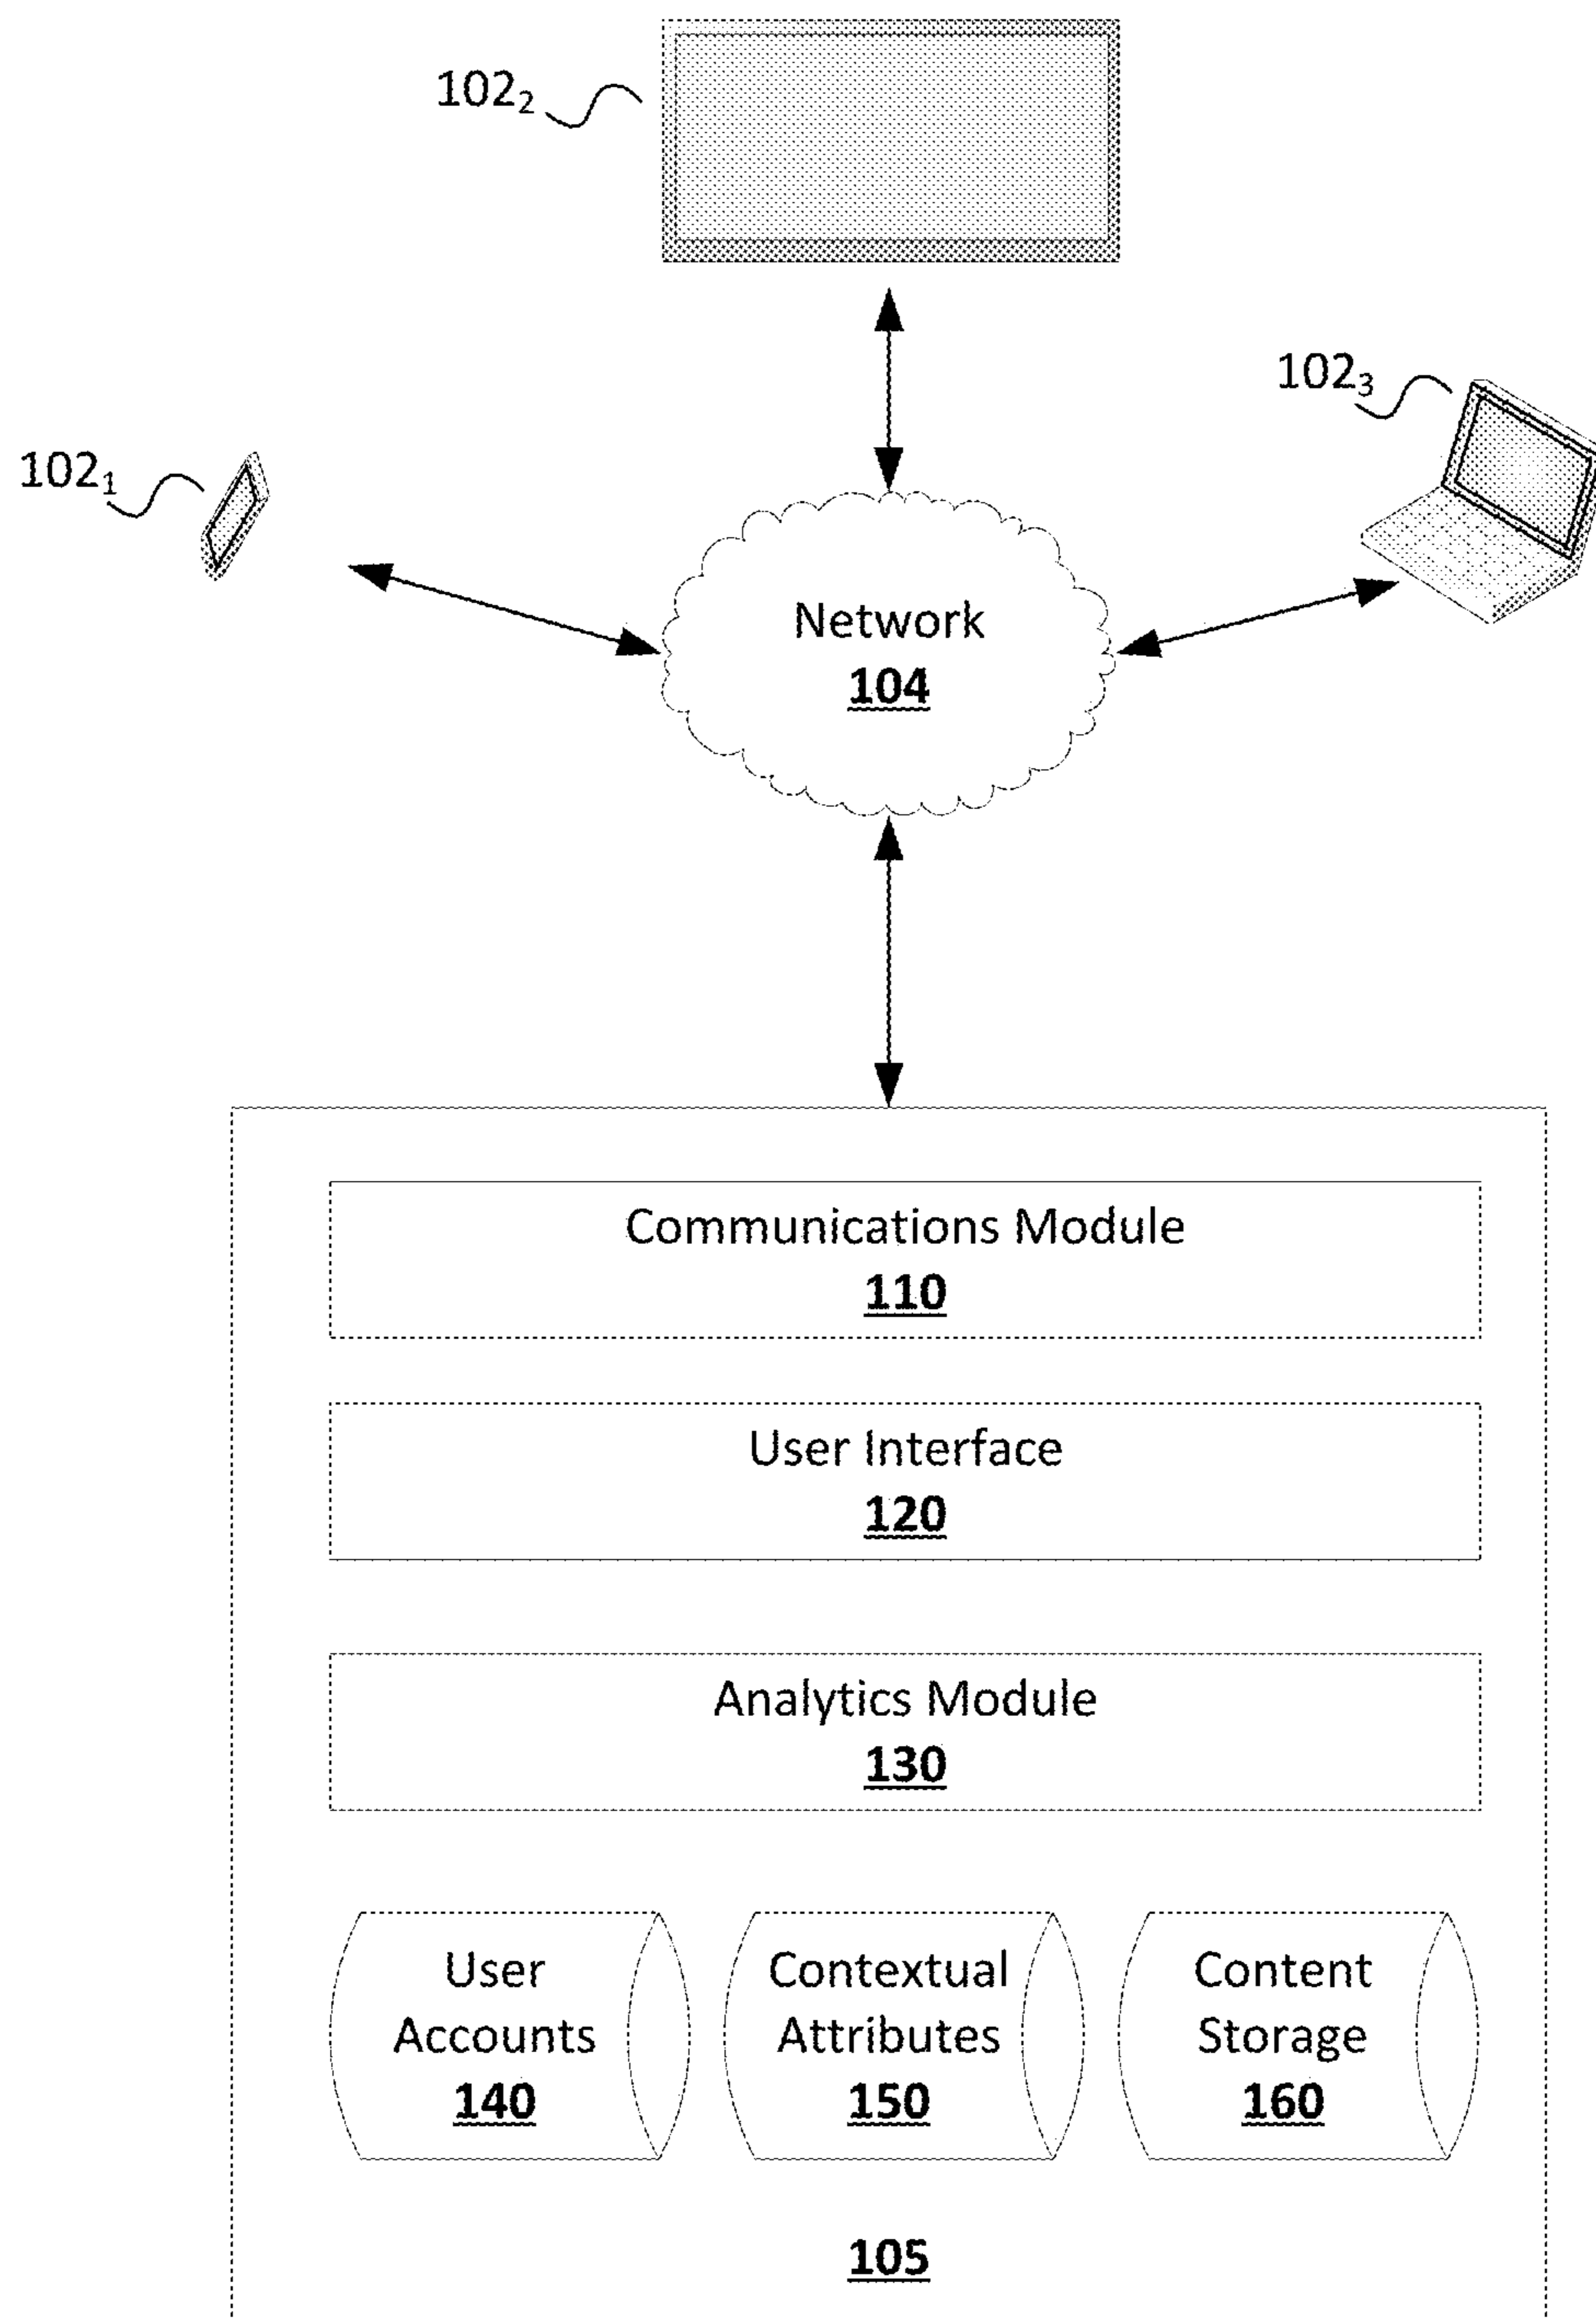 102₂
102₃
102₁
Network
104
Communications Module
110
User Interface
120
Analytics Module
130
User
Accounts
140
Contextual
Attributes
150
Content
Storage
160
105